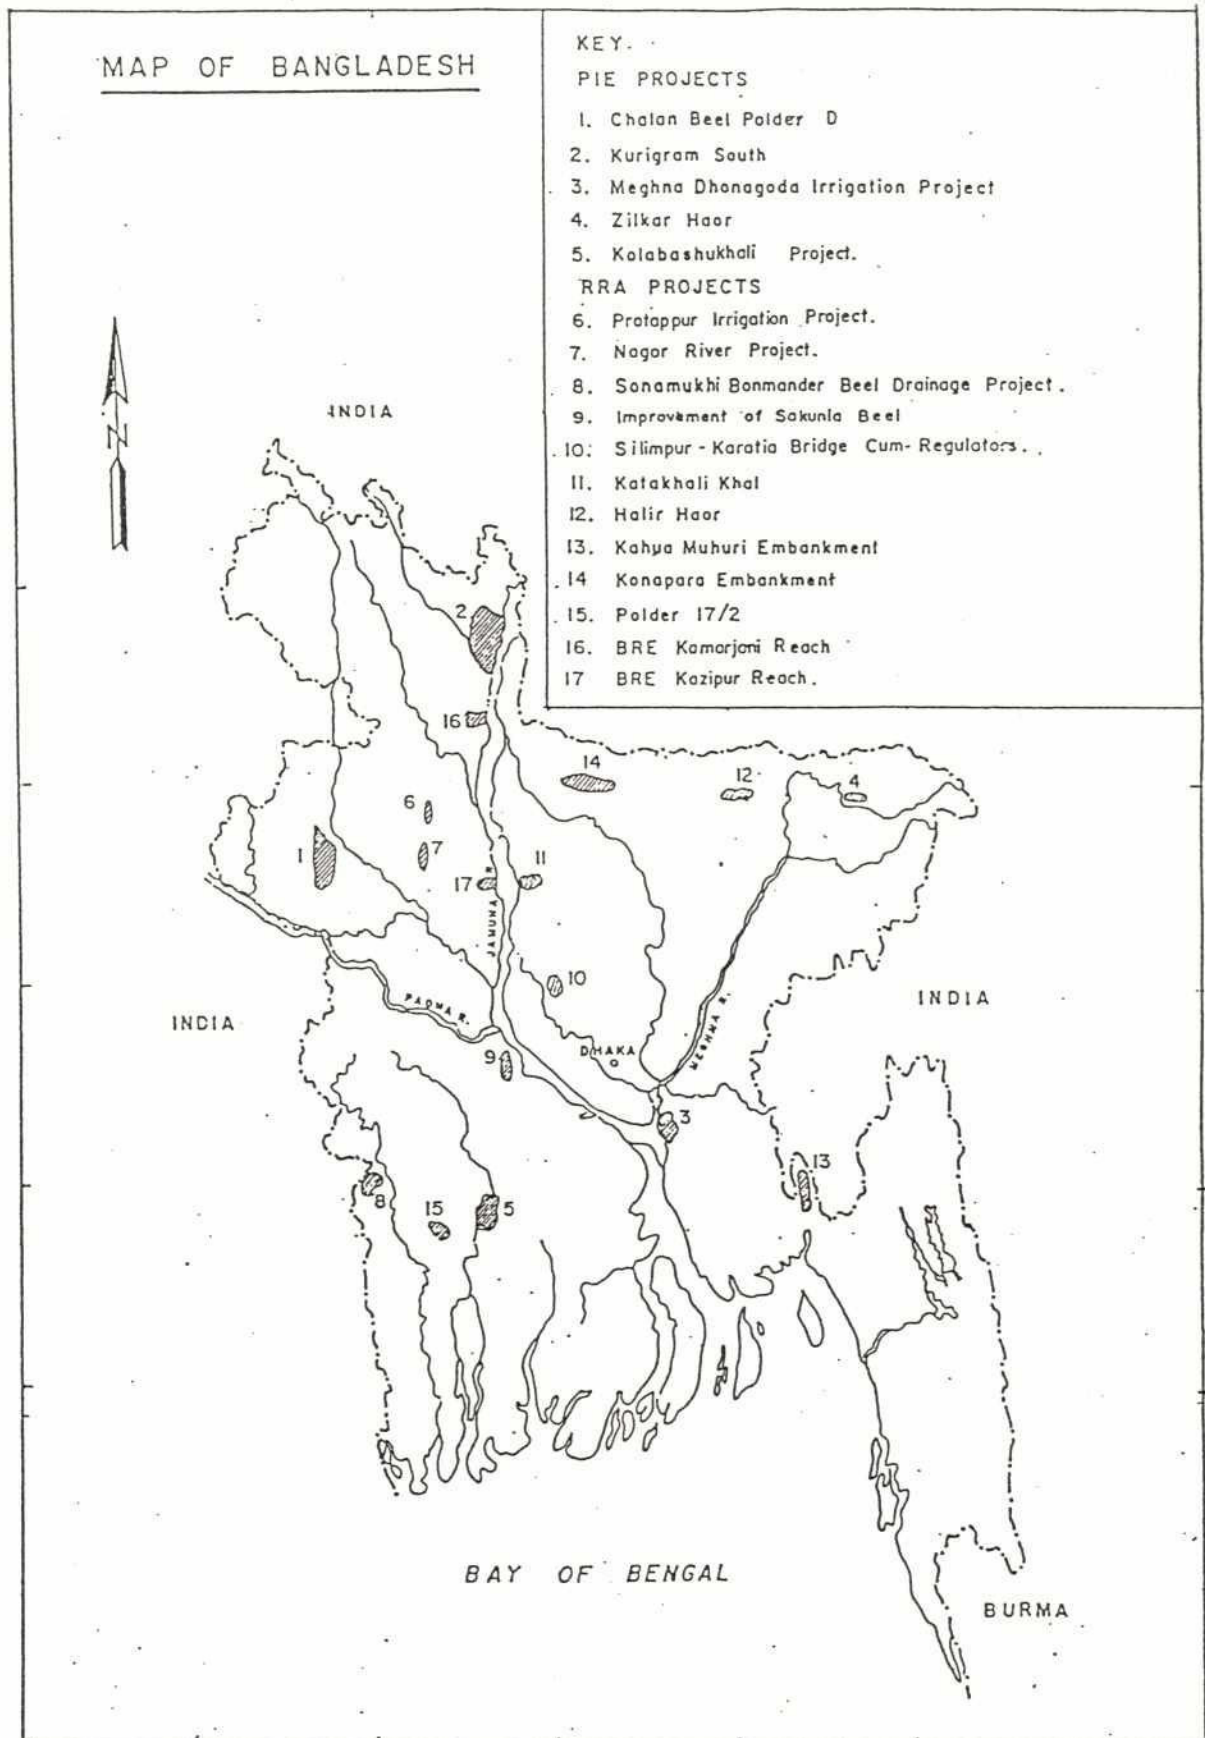 MAP OF BANGLADESH
KEY.
PIE PROJECTS
1. Chalan Beel Polder D
2. Kurigram South
3. Meghna Dhonagoda Irrigation Project
4. Zilkar Haor
5. Kolabashukhali Project.
RRA PROJECTS
6. Protappur Irrigation Project.
7. Nagor River Project.
8. Sonamukhi Bonmander Beel Drainage Project.
9. Improvement of Sakunia Beel
10. Silimpur - Karatia Bridge Cum- Regulators.
11. Katakhali Khal
12. Halir Haor
13. Kahua Muhuri Embankment
14 Konapara Embankment
15. Polder 17/2
16. BRE Kamarjani Reach
17 BRE Kazipur Reach.
N
INDIA
2
16
14
12
4
6
1
7
17
11
JAMUNA R
10
PADMA R.
INDIA
INDIA
9
DHAKA
MEGHNA R.
3
13
8
15
5
BAY OF BENGAL
BURMA